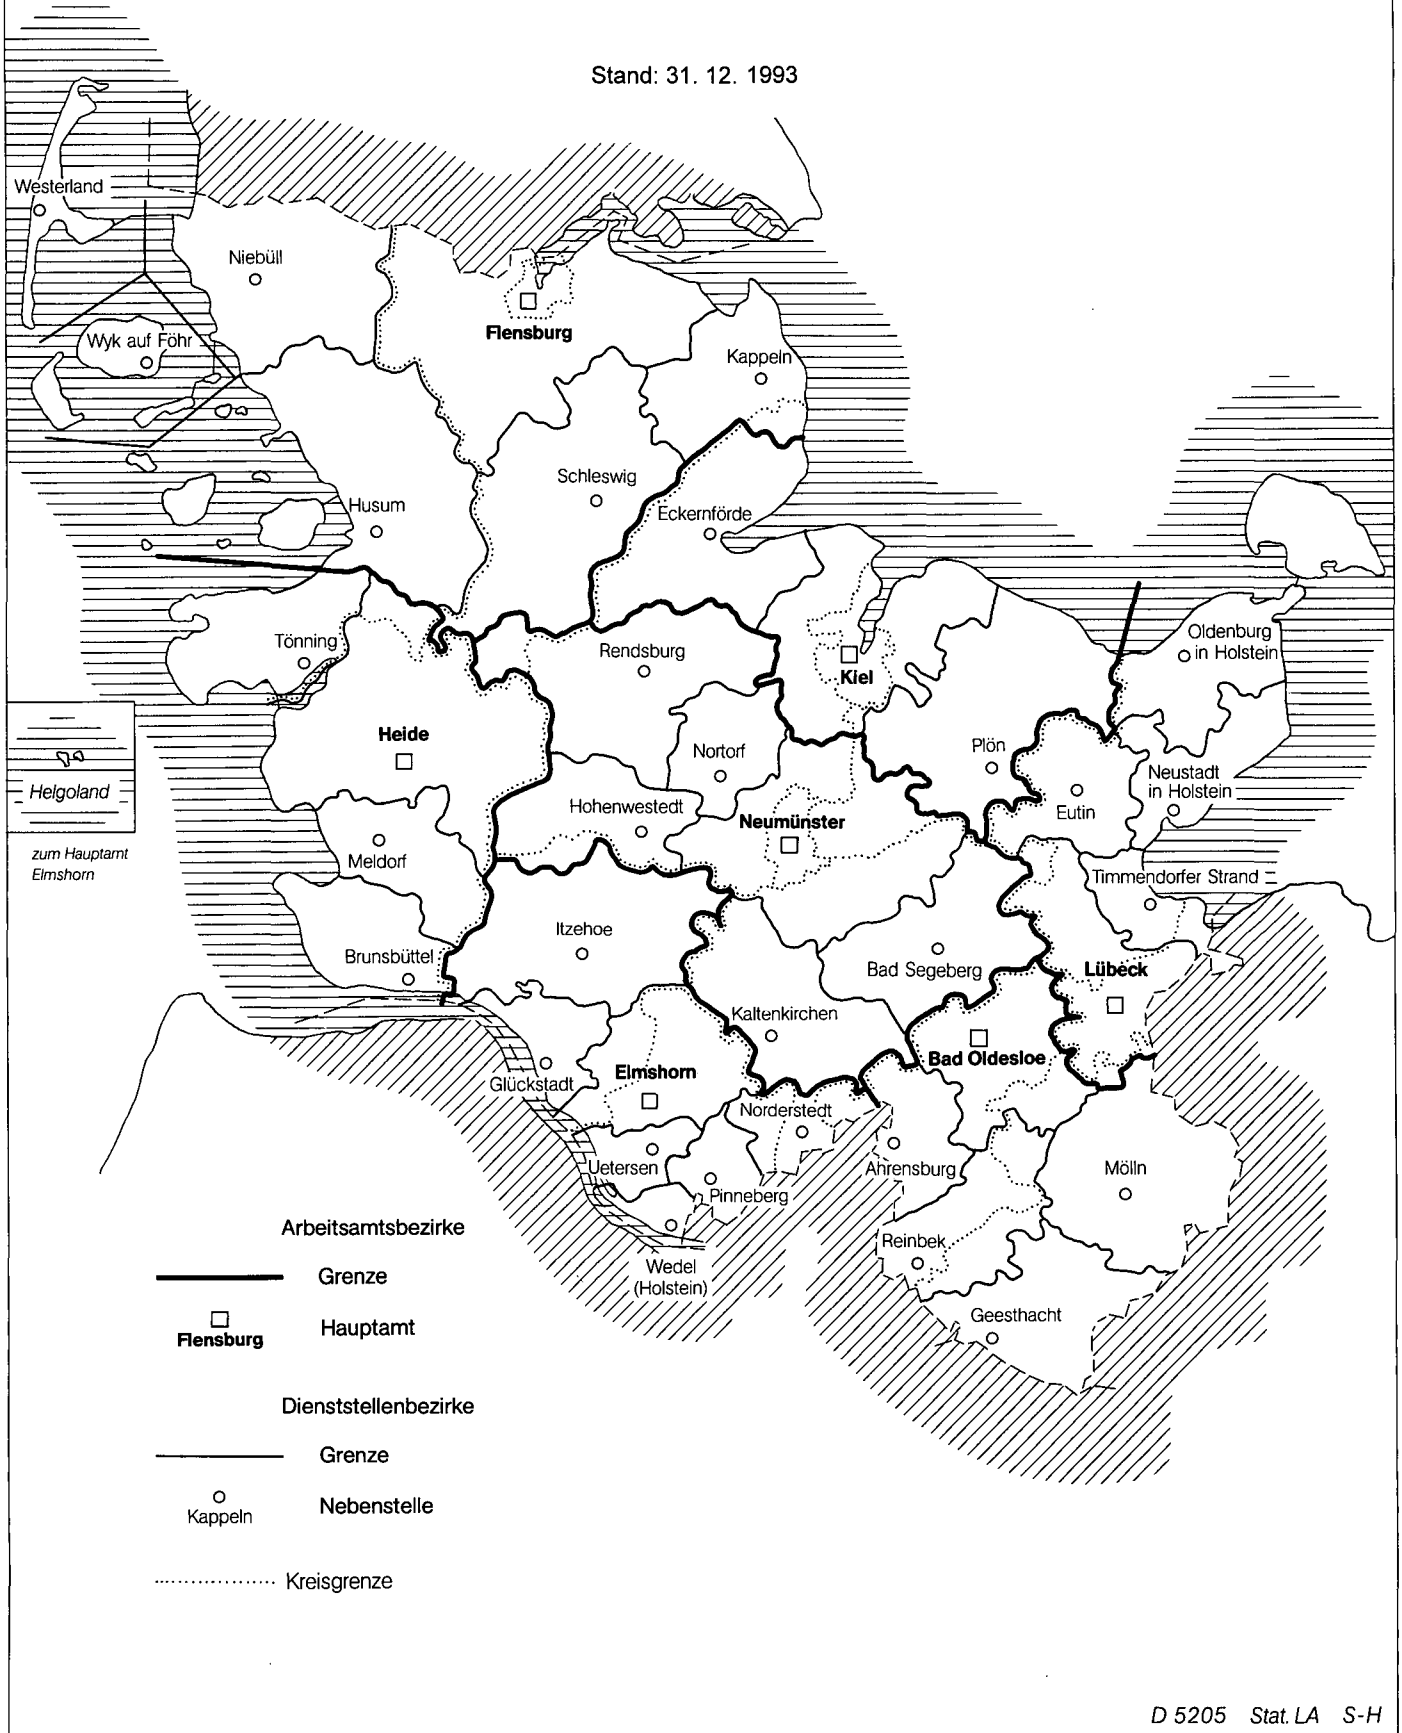 Stand: 31. 12. 1993
Westerland
Niebüll
Flensburg
Wyk auf Föhr
Kappeln
Schleswig
Husum
Eckernförde
Tönning
Rendsburg
Kiel
Oldenburg
in Holstein
Heide
Nortorf
Plön
Helgoland
zum Hauptamt
Elmshorn
Hohenwestedt
Neumünster
Eutin
Neustadt
in Holstein
Meldorf
Timmendorfer Strand
Itzehoe
Brunsbüttel
Bad Segeberg
Lübeck
Kaltenkirchen
Glückstadt
Elmshorn
Bad Oldesloe
Norderstedt
Uetersen
Pinneberg
Ahrensburg
Mölln
Wedel
(Holstein)
Reinbek
Geesthacht
Arbeitsamtsbezirke
Grenze
Flensburg
Hauptamt
Dienststellenbezirke
Grenze
Kappeln
Nebenstelle
Kreisgrenze
D 5205 Stat. LA S-H